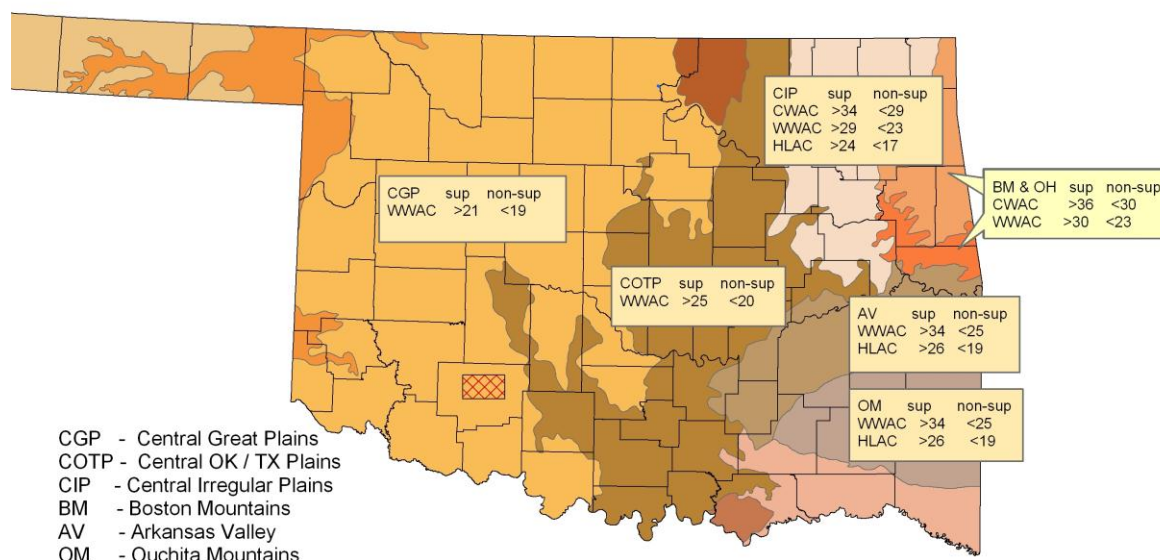 CIP sup non-sup
CWAC >34 <29
WWAC >29 <23
HLAC >24 <17
BM & OH sup non-sup
CWAC >36 <30
WWAC >30 <23
CGP sup non-sup
WWAC >21 <19
COTP sup non-sup
WWAC >25 <20
AV sup non-sup
WWAC >34 <25
HLAC >26 <19
OM sup non-sup
WWAC >34 <25
HLAC >26 <19
CGP - Central Great Plains
COTP - Central OK / TX Plains
CIP - Central Irregular Plains
BM - Boston Mountains
AV - Arkansas Valley
OM - Ouchita Mountains